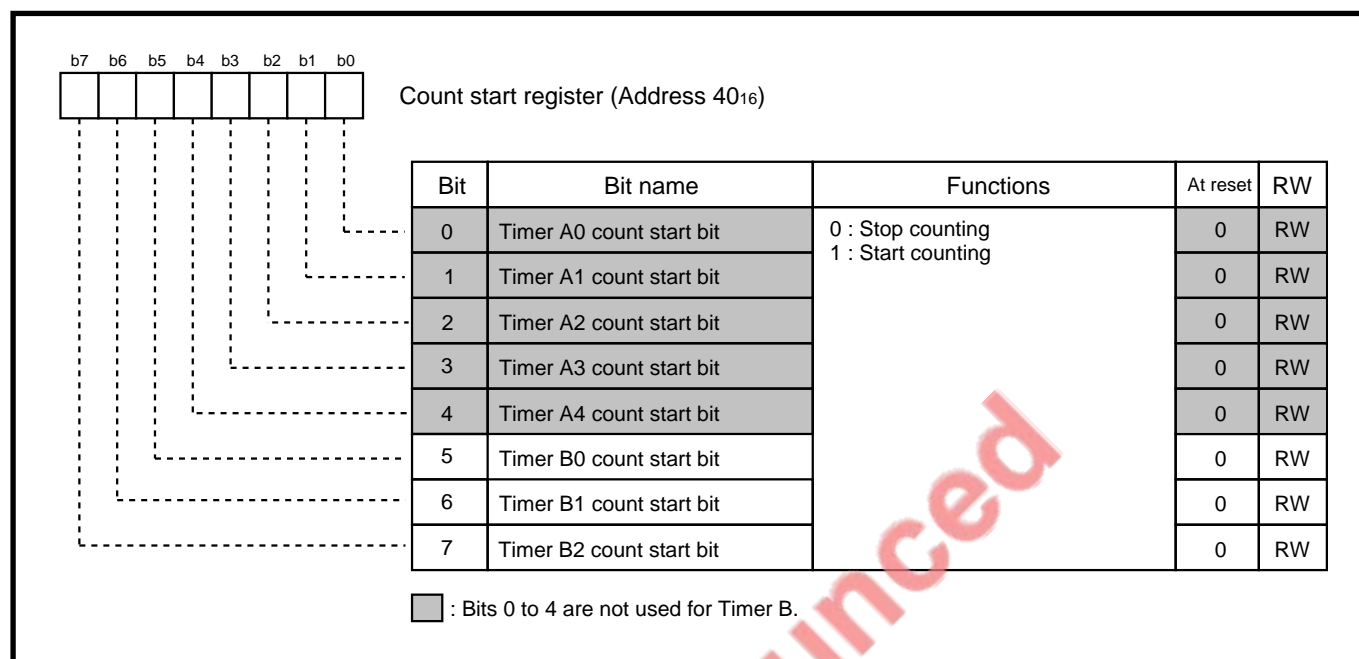 b7 b6 b5 b4 b3 b2 b1 b0
Count start register (Address 40₁₆)
Bit Bit name Functions At reset RW
0 Timer A0 count start bit 0 : Stop counting 0 RW
1 : Start counting
1 Timer A1 count start bit 0 RW
2 Timer A2 count start bit 0 RW
3 Timer A3 count start bit 0 RW
4 Timer A4 count start bit 0 RW
5 Timer B0 count start bit 0 RW
6 Timer B1 count start bit 0 RW
7 Timer B2 count start bit 0 RW
: Bits 0 to 4 are not used for Timer B.